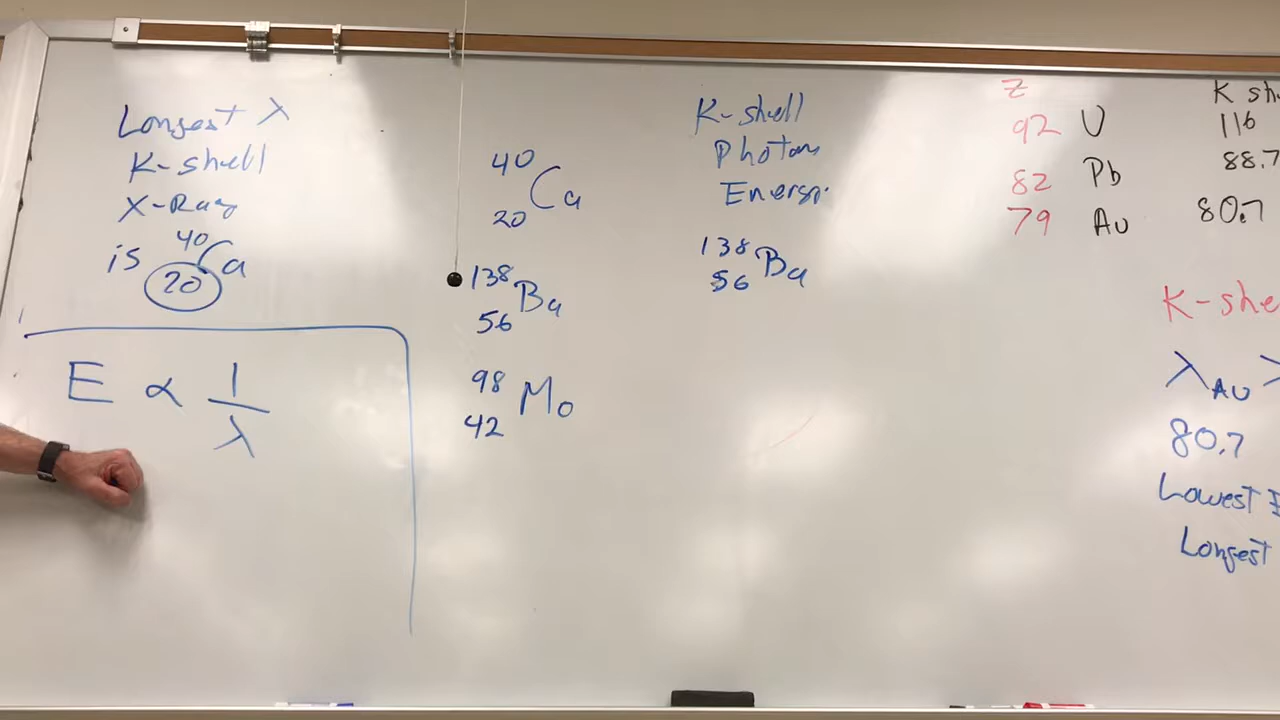 Longest λ
K-shell
X-Ray
is 40 20 Ca
E ∝ 1/λ
40 20 Ca
138 56 Ba
98 42 Mo
K-shell
Photon
138 56 Ba
Z K sh
92 U 116
82 Pb 88.7
79 Au 80.7
K-she
λAu >
80.7
Lowest E
Longest